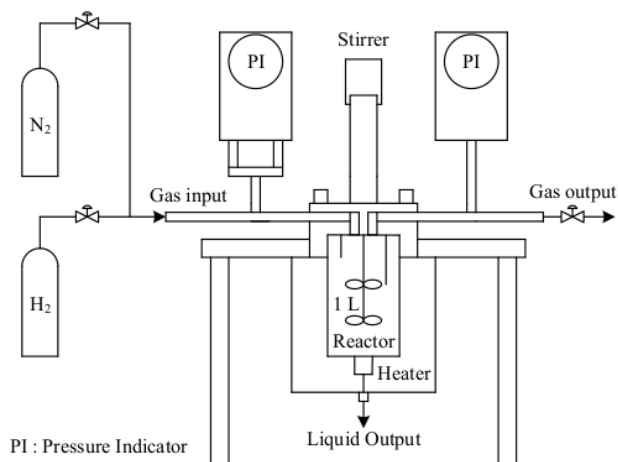 Stirrer
PI
PI
N₂
Gas input
Gas output
H₂
1 L
Reactor
Heater
Liquid Output
PI : Pressure Indicator